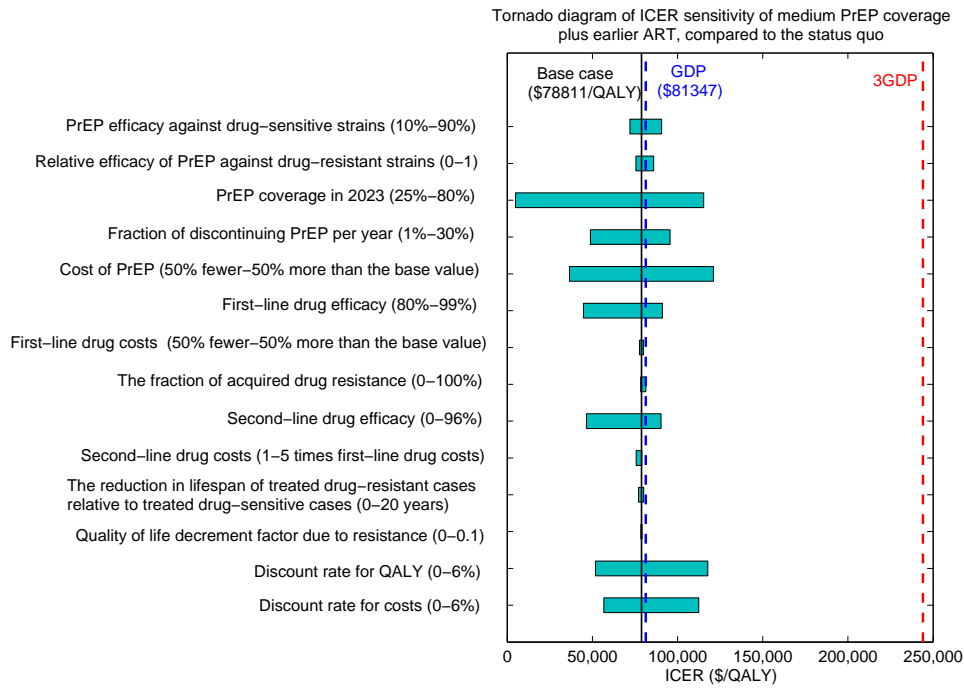 Tornado diagram of ICER sensitivity of medium PrEP coverage
plus earlier ART, compared to the status quo
Base case
($78811/QALY)
GDP
($81347)
3GDP
PrEP efficacy against drug−sensitive strains (10%−90%)
Relative efficacy of PrEP against drug−resistant strains (0−1)
PrEP coverage in 2023 (25%−80%)
Fraction of discontinuing PrEP per year (1%−30%)
Cost of PrEP (50% fewer−50% more than the base value)
First−line drug efficacy (80%−99%)
First−line drug costs (50% fewer−50% more than the base value)
The fraction of acquired drug resistance (0−100%)
Second−line drug efficacy (0−96%)
Second−line drug costs (1−5 times first−line drug costs)
The reduction in lifespan of treated drug−resistant cases
relative to treated drug−sensitive cases (0−20 years)
Quality of life decrement factor due to resistance (0−0.1)
Discount rate for QALY (0−6%)
Discount rate for costs (0−6%)
0 50,000 100,000 150,000 200,000 250,000
ICER ($/QALY)